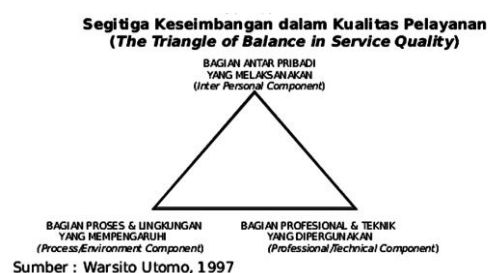 Segitiga Keseimbangan dalam Kualitas Pelayanan
(The Triangle of Balance in Service Quality)
BAGIAN ANTAR PRIBADI
YANG MELAKSANAKAN
(Inter Personal Component)
BAGIAN PROSES & LINGKUNGAN
YANG MEMPENGARUHI
(Process/Environment Component)
BAGIAN PROFESIONAL & TEKNIK
YANG DIPERGUNAKAN
(Professional/Technical Component)
Sumber : Warsito Utomo, 1997